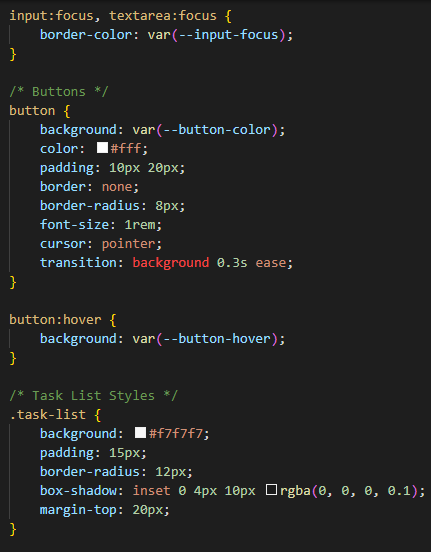 input:focus, textarea:focus {
    border-color: var(--input-focus);
}

/* Buttons */
button {
    background: var(--button-color);
    color: #fff;
    padding: 10px 20px;
    border: none;
    border-radius: 8px;
    font-size: 1rem;
    cursor: pointer;
    transition: background 0.3s ease;
}

button:hover {
    background: var(--button-hover);
}

/* Task List Styles */
.task-list {
    background: #f7f7f7;
    padding: 15px;
    border-radius: 12px;
    box-shadow: inset 0 4px 10px rgba(0, 0, 0, 0.1);
    margin-top: 20px;
}